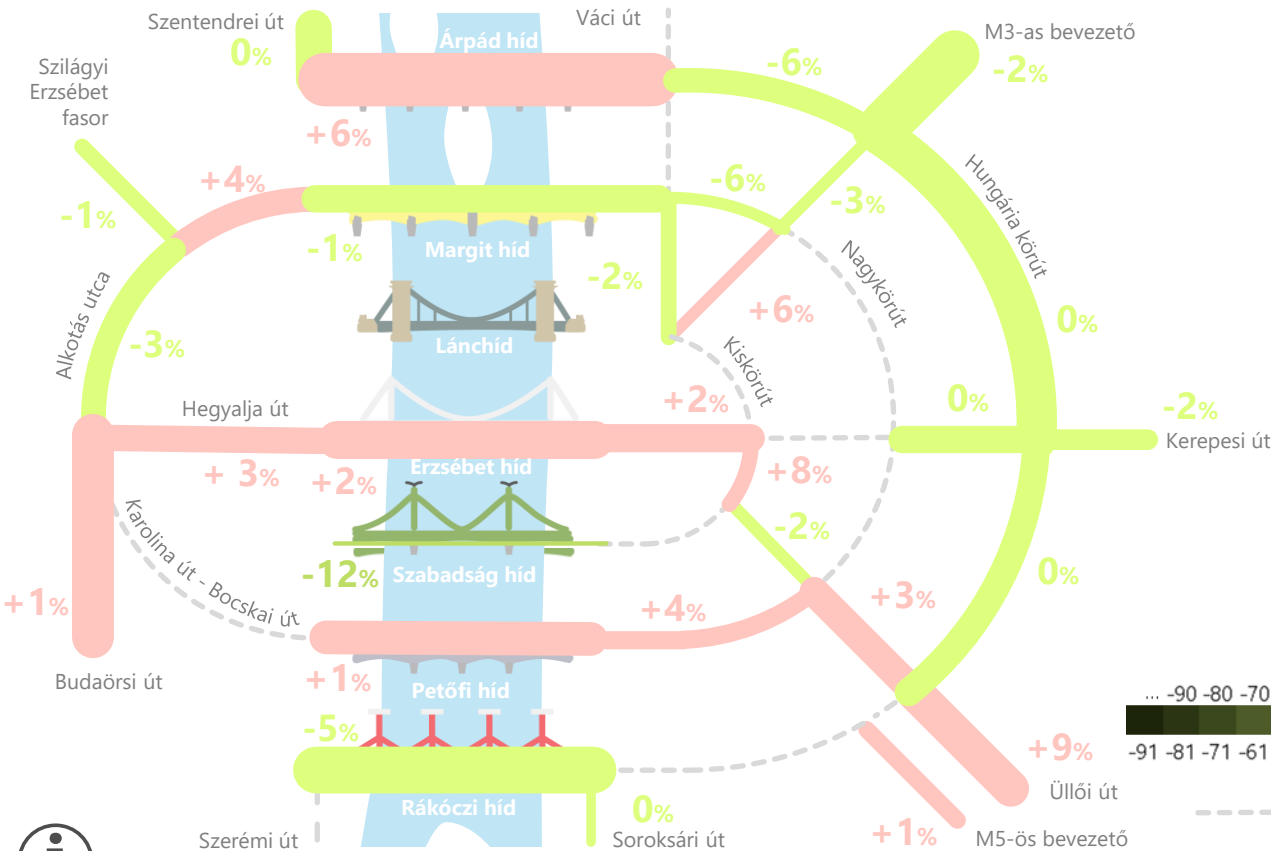 Szentendrei út
0%
Váci út
Árpád híd
M3-as bevezető
-2%
-6%
Szilágyi
Erzsébet
fasor
+6%
+4%
-6%
-3%
-1%
Hungária körút
-1%
Margit híd
-2%
Nagykörút
+6%
Alkotás utca
-3%
Lánchíd
0%
Kiskörút
Hegyalja út
+2%
0%
-2%
Kerepesi út
+ 3%
+2%
Erzsébet híd
+8%
Karolina út - Bocskai út
-2%
-12%
Szabadság híd
0%
+1%
+4%
+3%
Budaörsi út
+1%
Petőfi híd
... -90 -80 -70
-91 -81 -71 -61
-5%
+9%
Üllői út
Rákóczi híd
0%
Szerémi út
Soroksári út
+1%
M5-ös bevezető